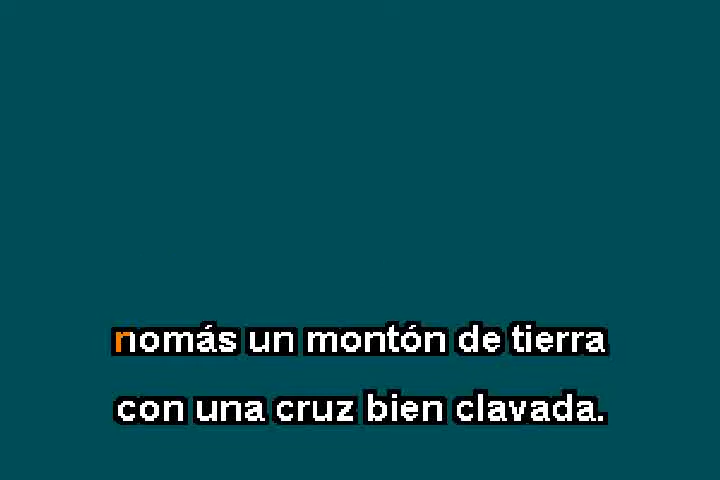 nomás un montón de tierra
con una cruz bien clavada.